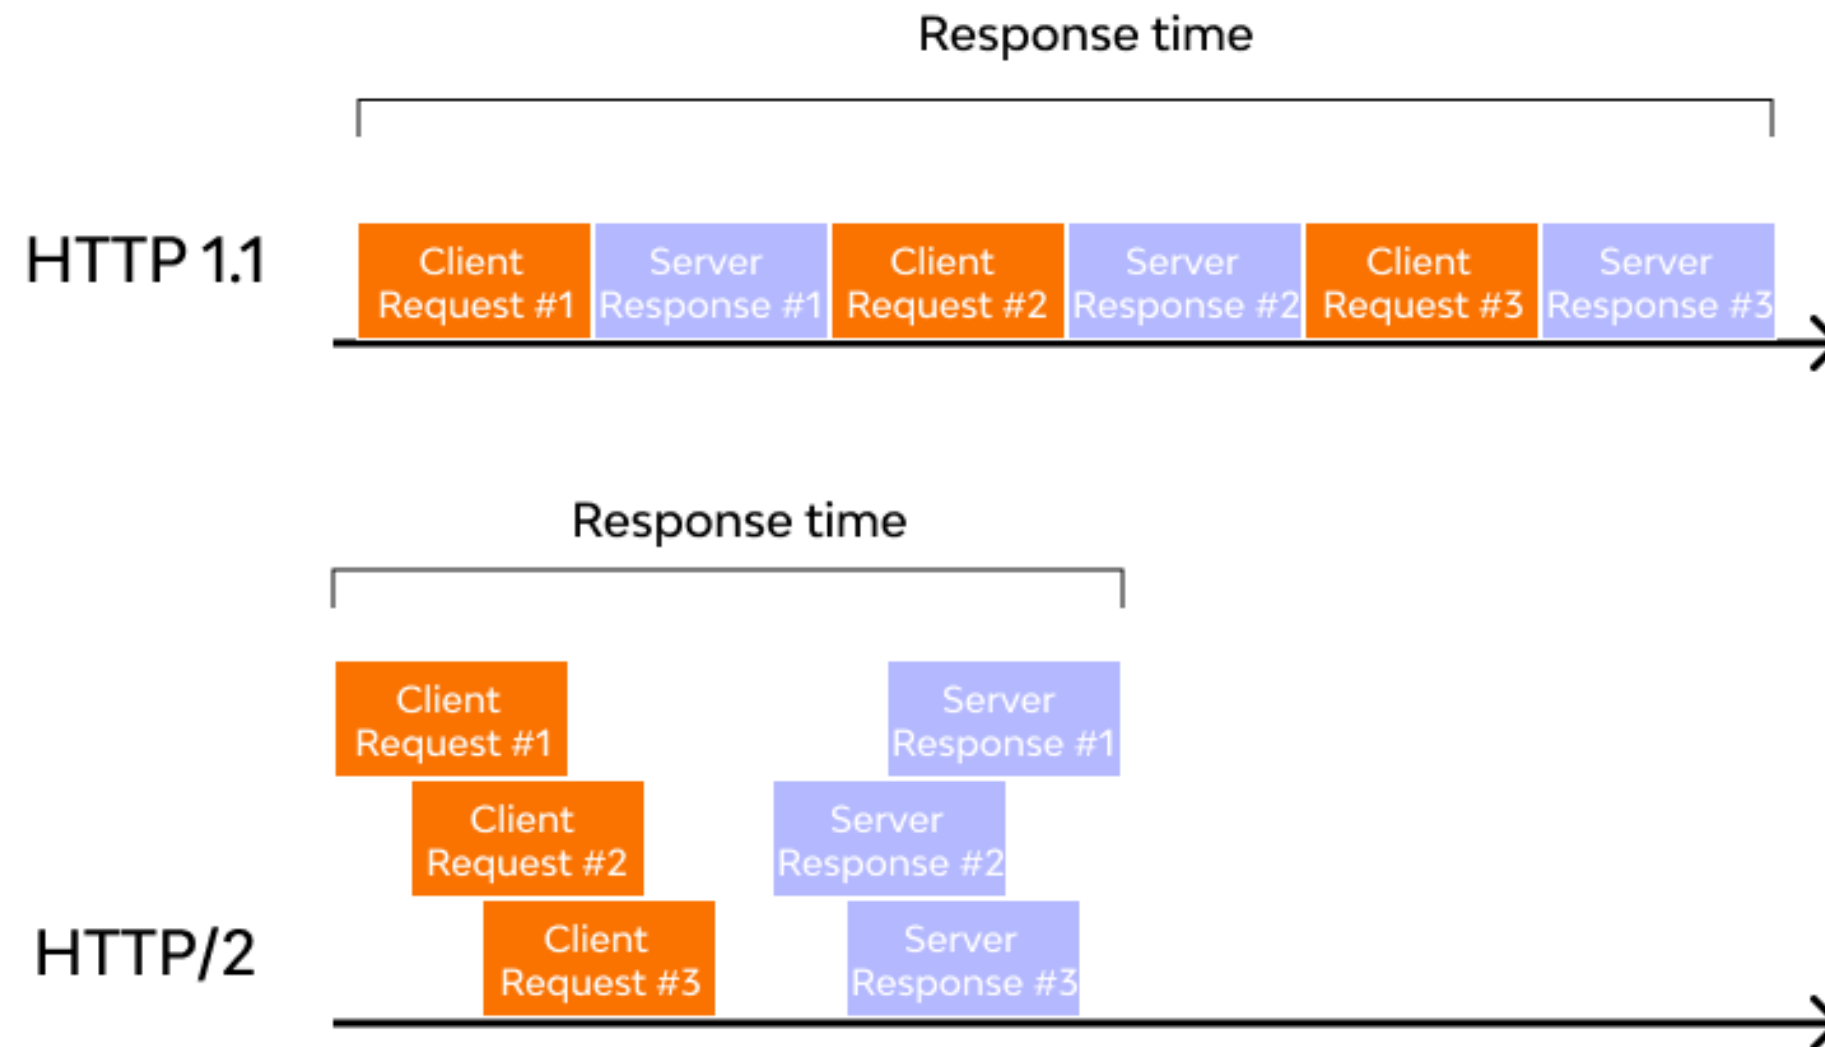 Response time
HTTP 1.1
Client
Request #1
Server
Response #1
Client
Request #2
Server
Response #2
Client
Request #3
Server
Response #3
Response time
Client
Request #1
Server
Response #1
Client
Request #2
Server
Response #2
HTTP/2
Client
Request #3
Server
Response #3